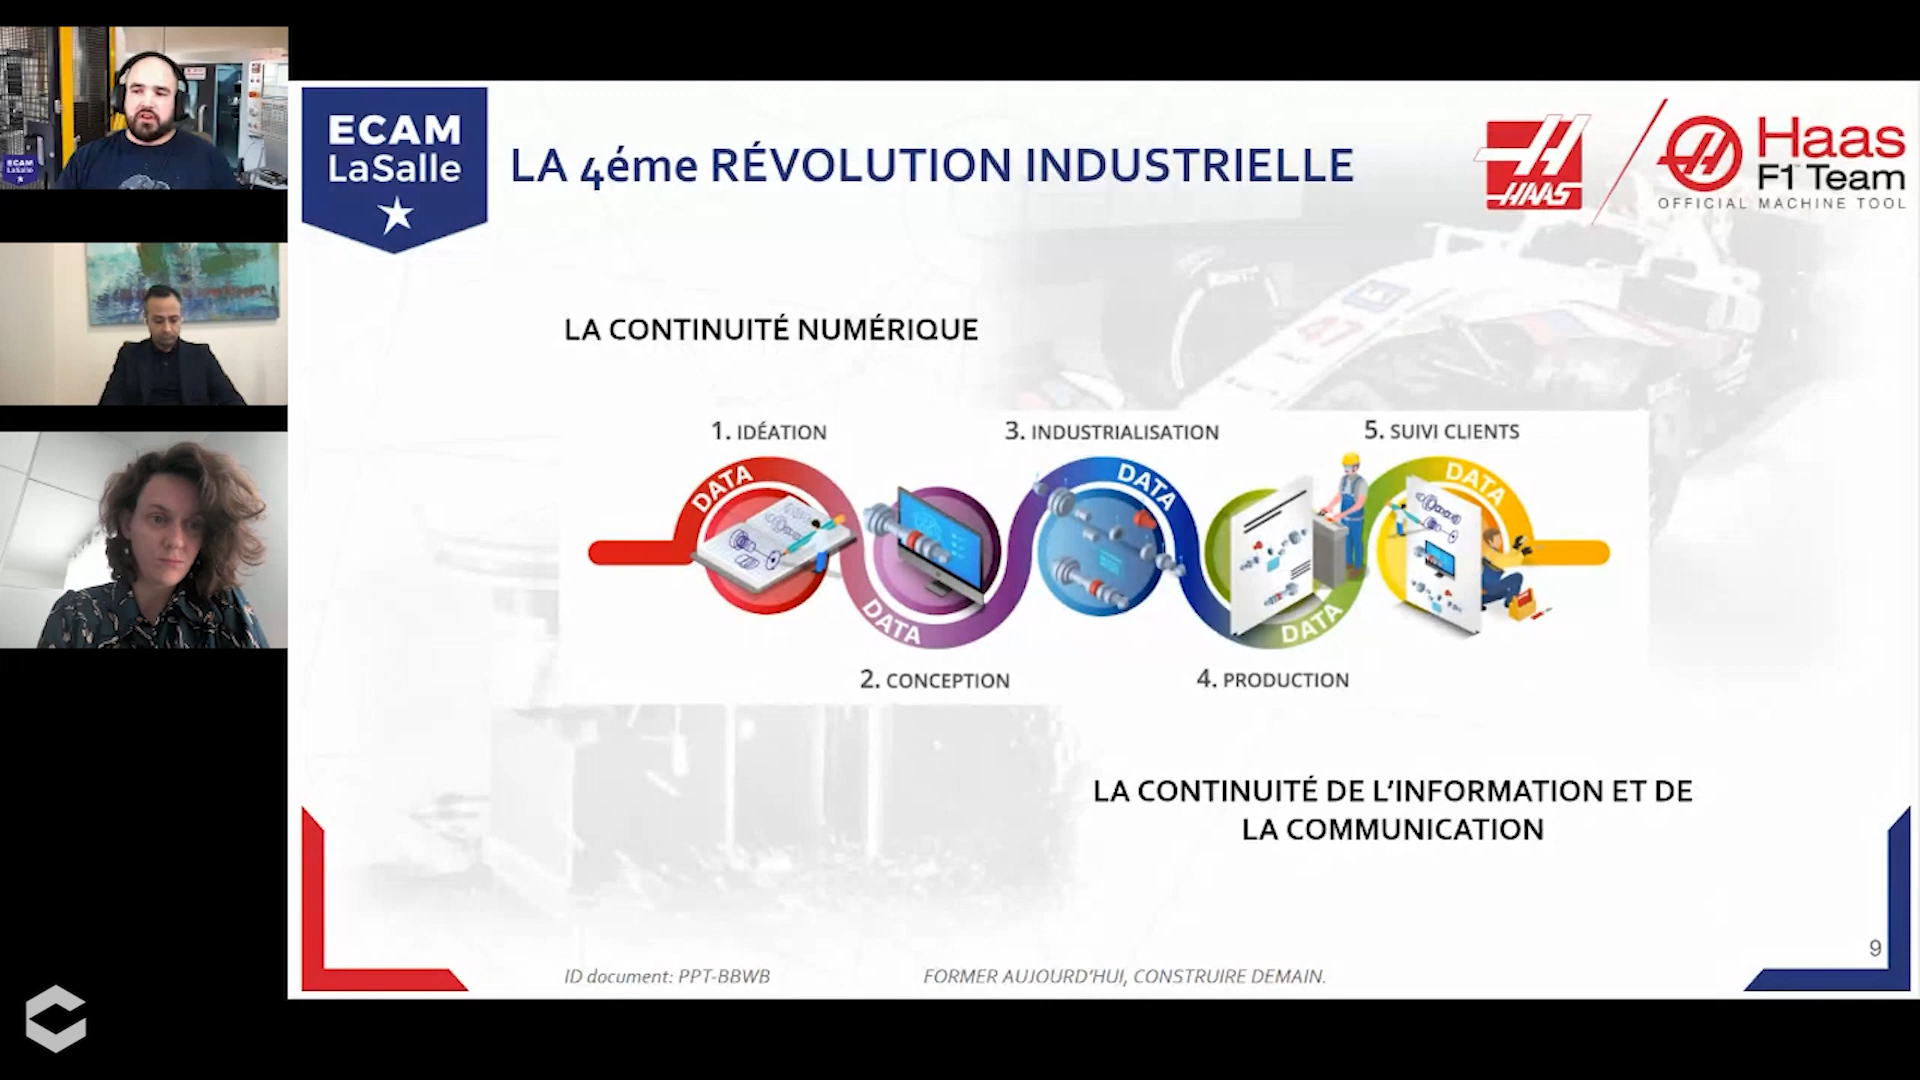 ECAM
LaSalle
ECAM
LaSalle
LA 4éme RÉVOLUTION INDUSTRIELLE
HAAS
Haas
F1 Team
OFFICIAL MACHINE TOOL
LA CONTINUITÉ NUMÉRIQUE
1. IDÉATION
3. INDUSTRIALISATION
5. SUIVI CLIENTS
DATA
DATA
DATA
DATA
DATA
2. CONCEPTION
4. PRODUCTION
LA CONTINUITÉ DE L'INFORMATION ET DE
LA COMMUNICATION
9
ID document: PPT-BBWB
FORMER AUJOURD'HUI, CONSTRUIRE DEMAIN.